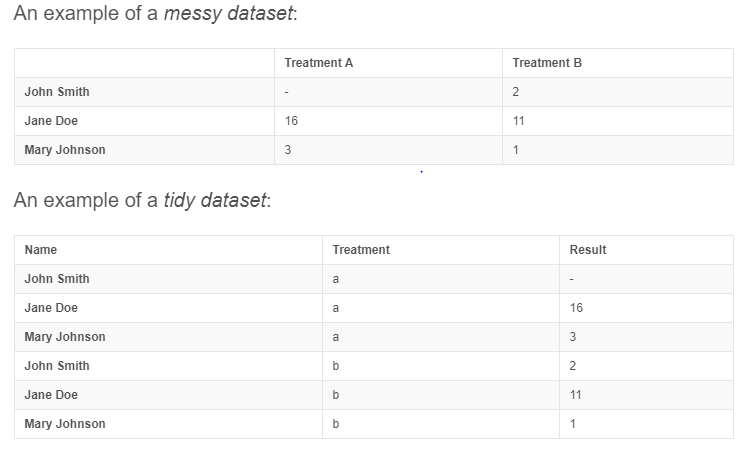 An example of a messy dataset:
Treatment A Treatment B
John Smith - 2
Jane Doe 16 11
Mary Johnson 3 1
An example of a tidy dataset:
Name Treatment Result
John Smith a -
Jane Doe a 16
Mary Johnson a 3
John Smith b 2
Jane Doe b 11
Mary Johnson b 1